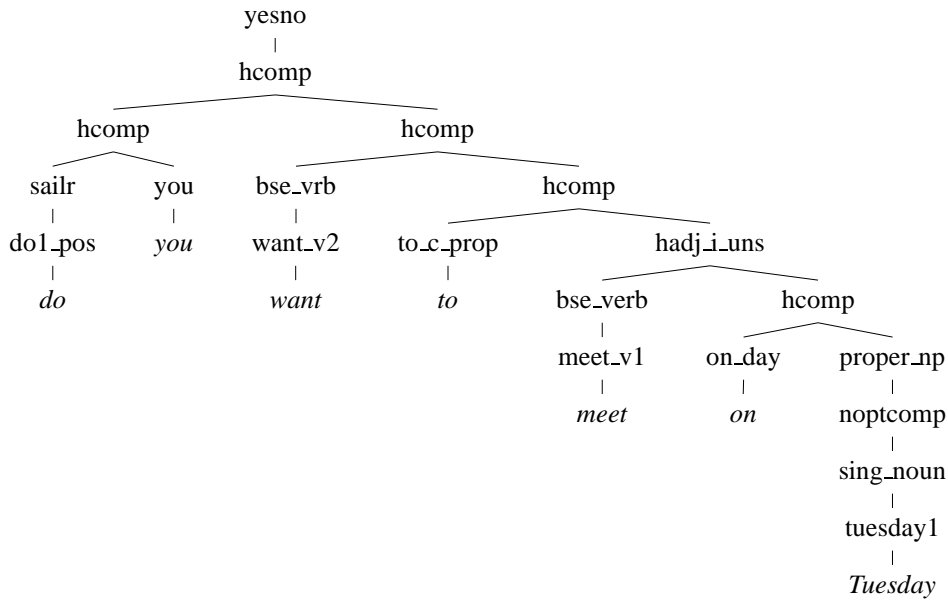 yesno
hcomp
hcomp hcomp
sailr you bse_vrb hcomp
do1_pos you want_v2 to_c_prop hadj_i_uns
do want to bse_verb hcomp
meet_v1 on_day proper_np
meet on noptcomp
sing_noun
tuesday1
Tuesday